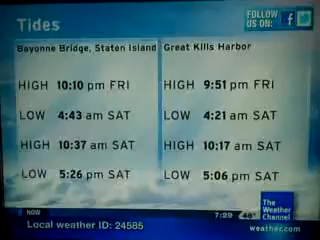 Tides
FOLLOW
US ON:
Bayonne Bridge, Staten Island
HIGH 10:10 pm FRI
LOW 4:43 am SAT
HIGH 10:37 am SAT
LOW 5:26 pm SAT
Great Kills Harbor
HIGH 9:51 pm FRI
LOW 4:21 am SAT
HIGH 10:17 am SAT
LOW 5:06 pm SAT
NOW
7:29 48°
Local weather ID: 24585
The
Weather
Channel
weather.com